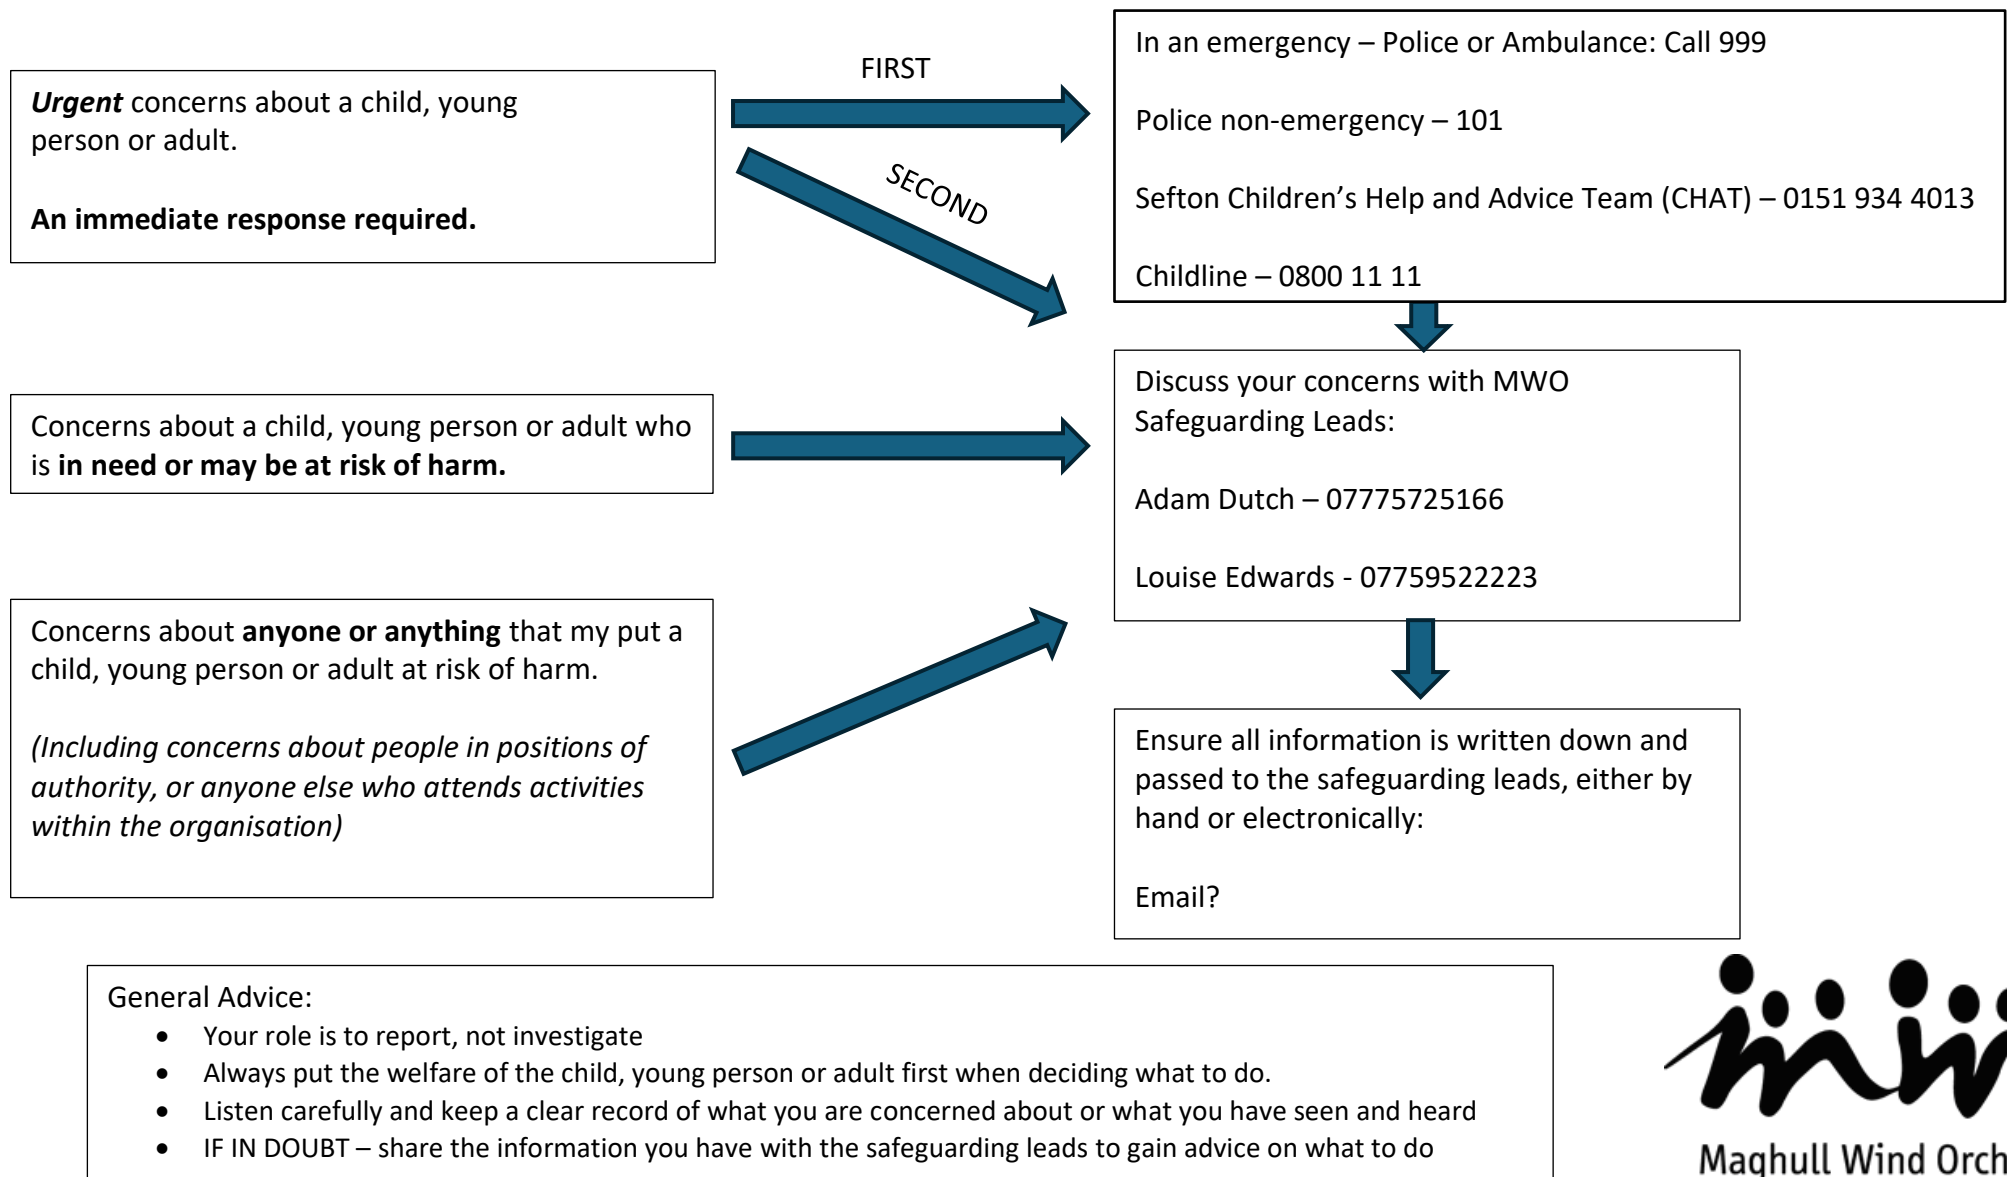 Urgent concerns about a child, young
person or adult.
An immediate response required.
FIRST
SECOND
In an emergency – Police or Ambulance: Call 999
Police non-emergency – 101
Sefton Children’s Help and Advice Team (CHAT) – 0151 934 4013
Childline – 0800 11 11
Concerns about a child, young person or adult who
is in need or may be at risk of harm.
Discuss your concerns with MWO
Safeguarding Leads:
Adam Dutch – 07775725166
Louise Edwards - 07759522223
Concerns about anyone or anything that my put a
child, young person or adult at risk of harm.
(Including concerns about people in positions of
authority, or anyone else who attends activities
within the organisation)
Ensure all information is written down and
passed to the safeguarding leads, either by
hand or electronically:
Email?
General Advice:
• Your role is to report, not investigate
• Always put the welfare of the child, young person or adult first when deciding what to do.
• Listen carefully and keep a clear record of what you are concerned about or what you have seen and heard
• IF IN DOUBT – share the information you have with the safeguarding leads to gain advice on what to do
Maghull Wind Orch